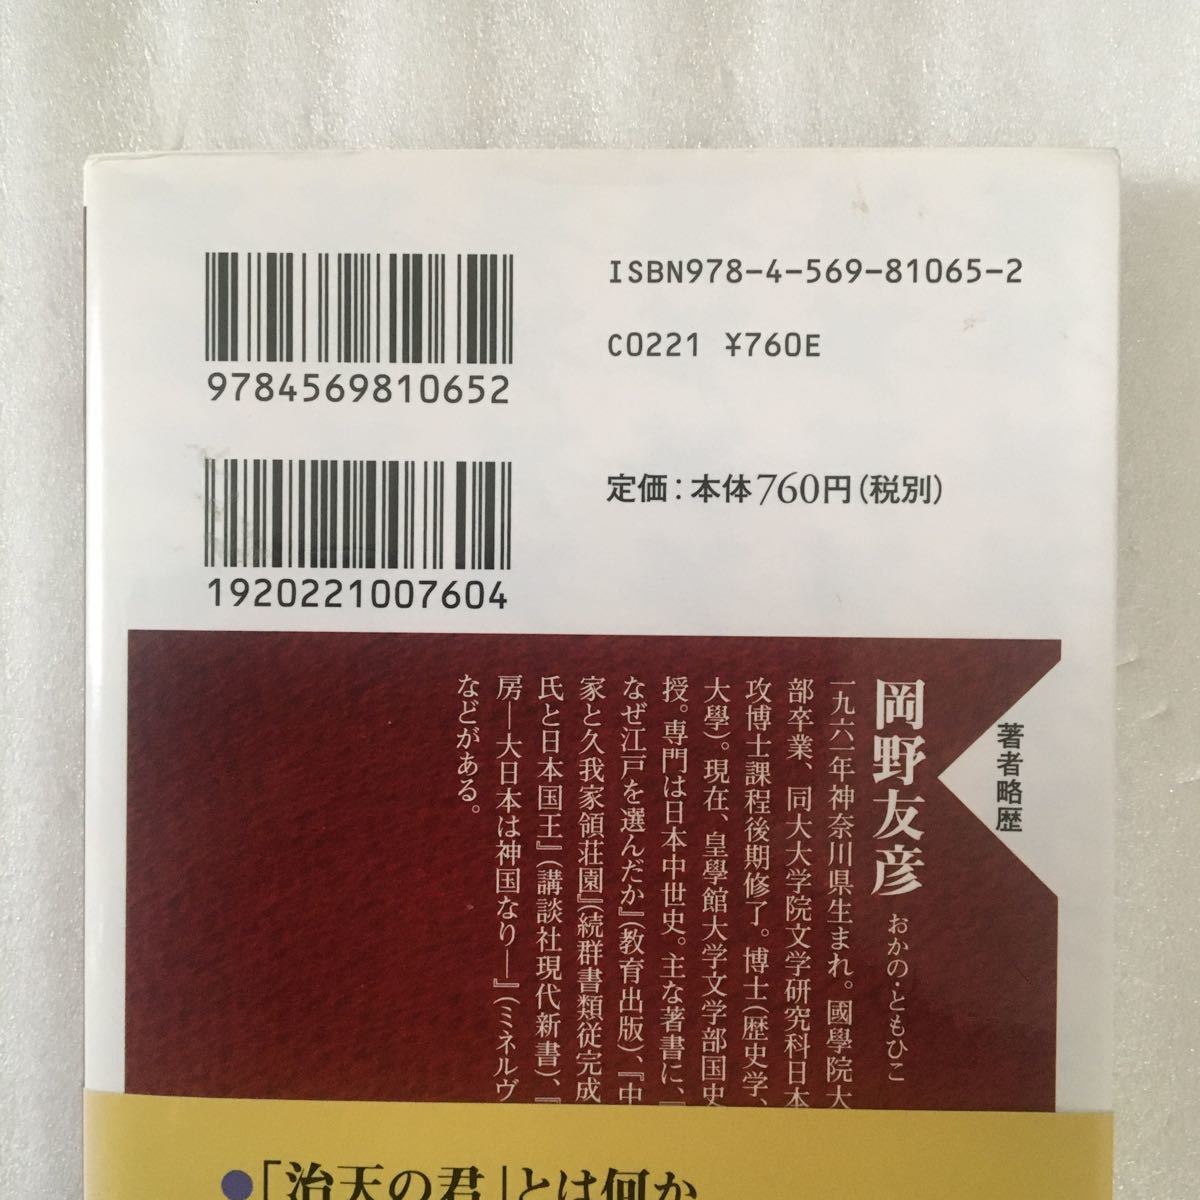 ISBN978-4-569-81065-2
C0221 ¥760E
9784569810652
定価：本体760円（税別）
1920221007604
著者略歴
岡野友彦 おかの・ともひこ
一九六一年神奈川県生まれ。國學院大
部卒業、同大大学院文学研究科日本
攻博士課程後期修了。博士（歴史学、
大學）。現在、皇學館大学文学部国史
授。専門は日本中世史。主な著書に、『
なぜ江戸を選んだか』（教育出版）、『中
家と久我家領荘園』（続群書類従完成
氏と日本国王』（講談社現代新書）、『
房―大日本は神国なり―』（ミネルヴ
などがある。
●「治天の君」とは何か